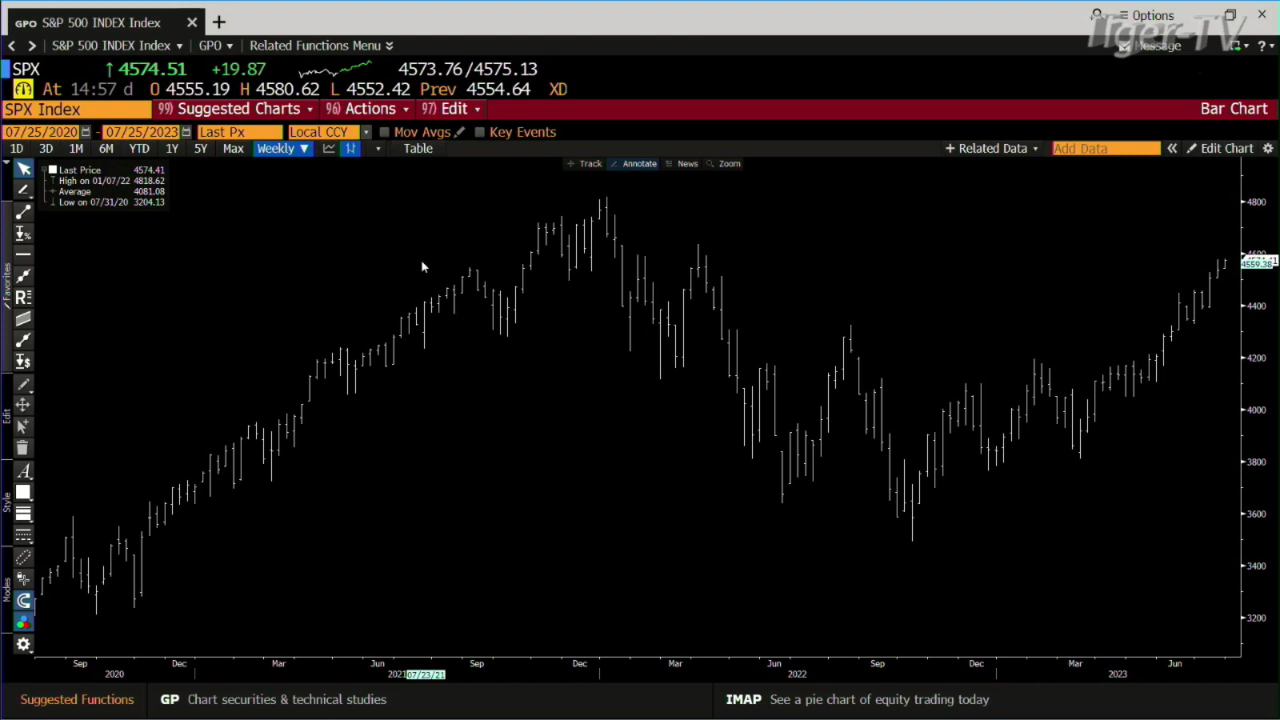 GPO S&P 500 INDEX Index × +
Options
Tiger-TV
< > S&P 500 INDEX Index GPO Related Functions Menu Message ?
SPX ↑ 4574.51 +19.87 4573.76/4575.13
At 14:57 d O 4555.19 H 4580.62 L 4552.42 Prev 4554.64 XD
SPX Index 99) Suggested Charts 96) Actions 97) Edit Bar Chart
07/25/2020 - 07/25/2023 Last Px Local CCY Mov Avgs Key Events
1D 3D 1M 6M YTD 1Y 5Y Max Weekly ▼ Table + Related Data Add Data « Edit Chart
Track Annotate News Zoom
Last Price 4574.41
High on 01/07/22 4818.62
Average 4081.08
Low on 07/31/20 3204.13
4800
4559.38
4400
4200
4000
3800
3600
3400
3200
Favorites
Edit
Style
Modes
Sep Dec Mar Jun Sep Dec Mar Jun Sep Dec Mar Jun
2020 2021 07/23/21 2022 2023
Suggested Functions GP Chart securities & technical studies IMAP See a pie chart of equity trading today